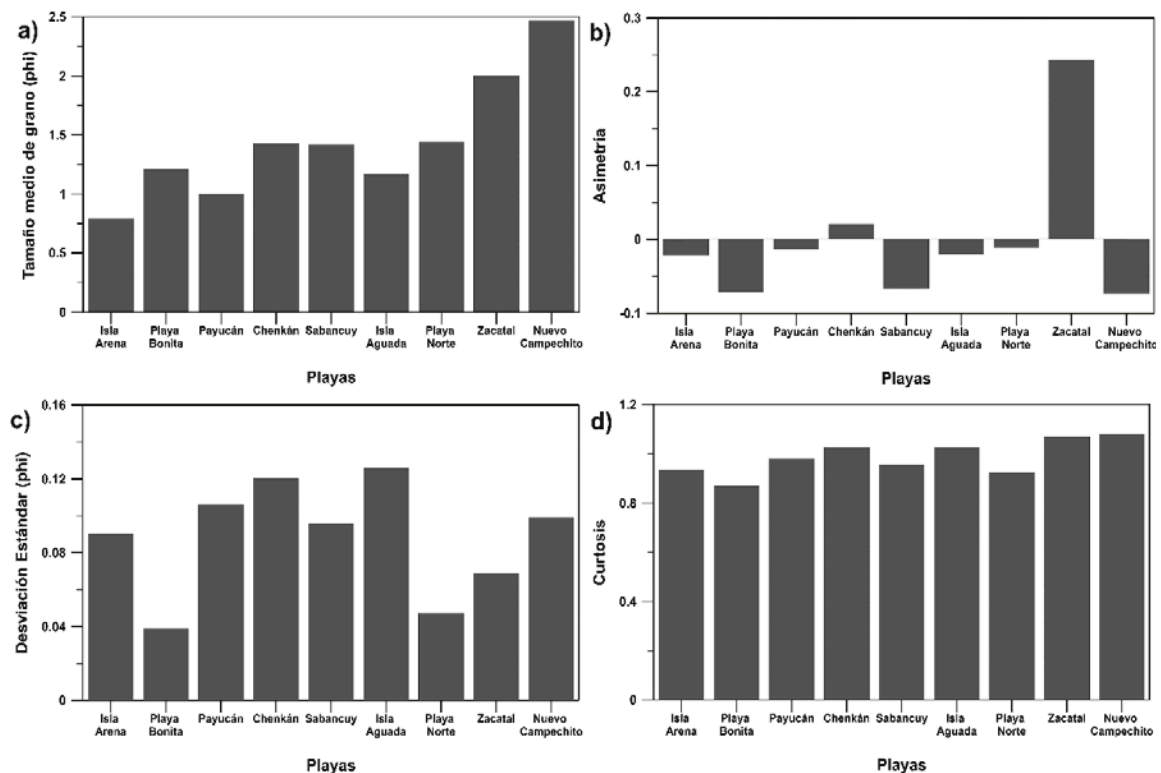 a)
Tamaño medio de grano (phi)
2.5
2
1.5
1
0.5
0
Isla Arena
Playa Bonita
Payucán
Chenkán
Sabancuy
Isla Aguada
Playa Norte
Zacatal
Nuevo Campechito
Playas
b)
Asimetría
0.3
0.2
0.1
0
-0.1
Isla Arena
Playa Bonita
Payucán
Chenkán
Sabancuy
Isla Aguada
Playa Norte
Zacatal
Nuevo Campechito
Playas
c)
Desviación Estándar (phi)
0.16
0.12
0.08
0.04
0
Isla Arena
Playa Bonita
Payucán
Chenkán
Sabancuy
Isla Aguada
Playa Norte
Zacatal
Nuevo Campechito
Playas
d)
Curtosis
1.2
0.8
0.4
0
Isla Arena
Playa Bonita
Payucán
Chenkán
Sabancuy
Isla Aguada
Playa Norte
Zacatal
Nuevo Campechito
Playas